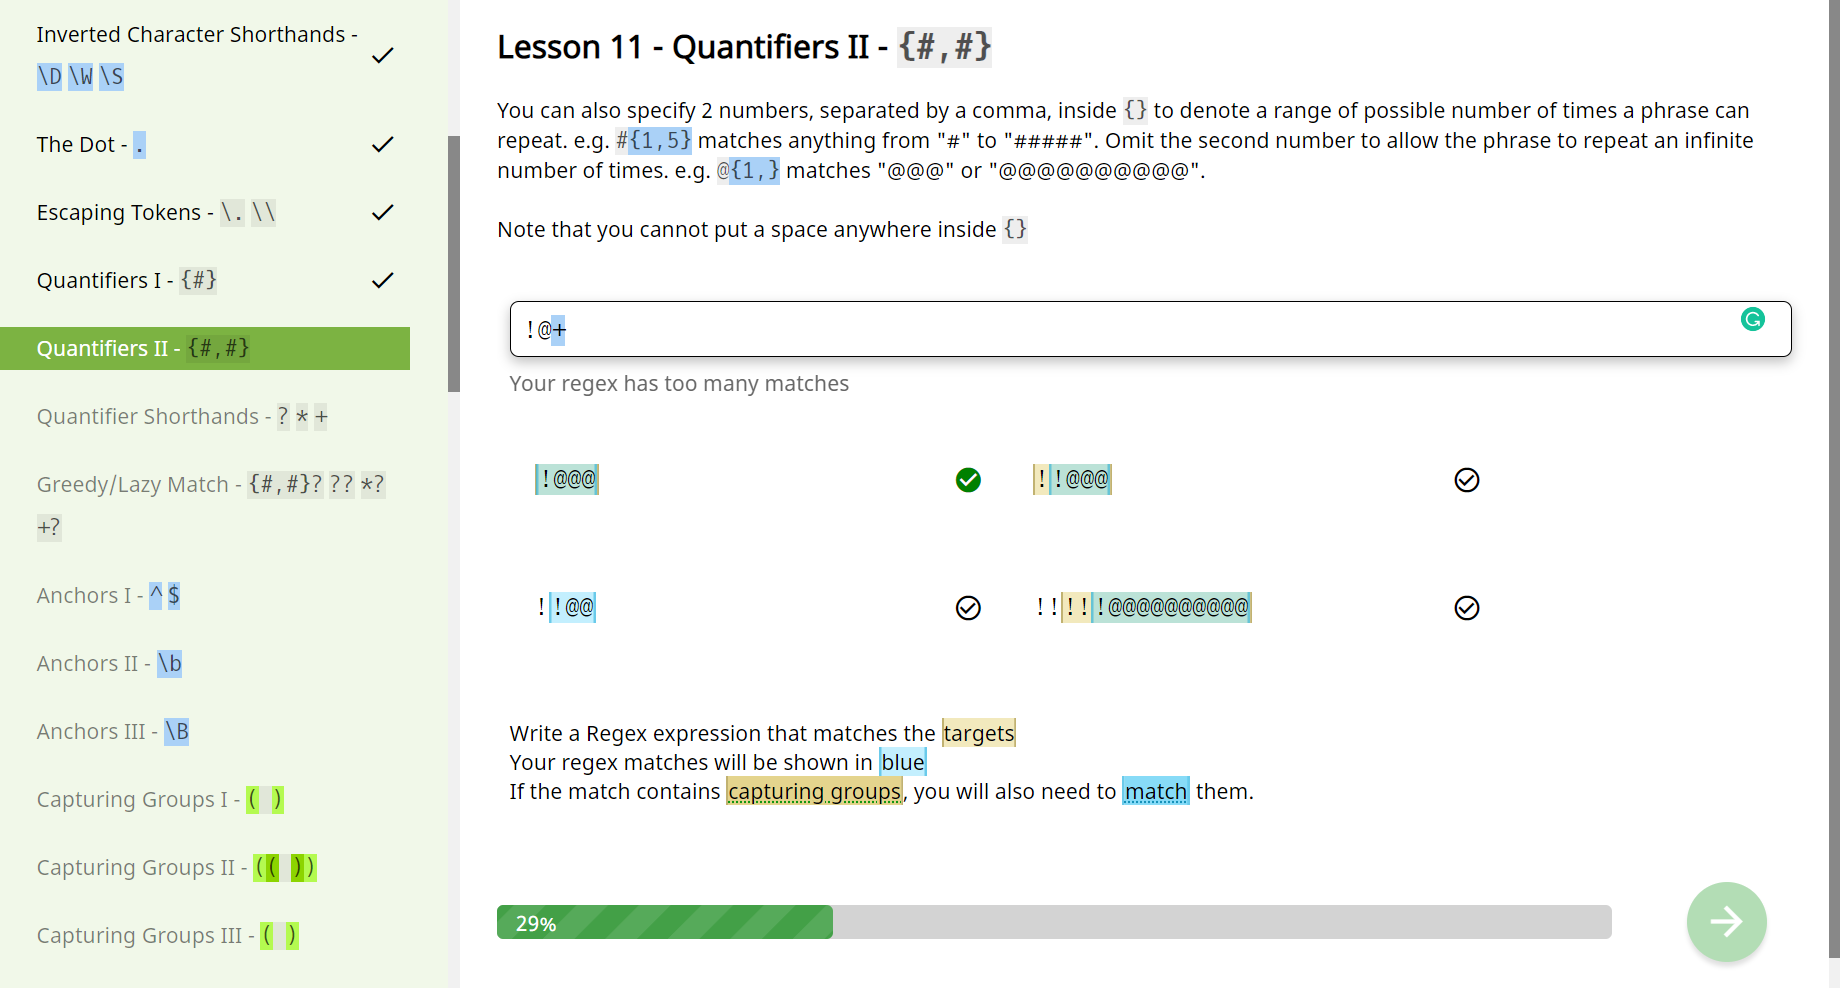 Inverted Character Shorthands -
\D \W \S
The Dot - .
Escaping Tokens - \. \\
Quantifiers I - {#}
Quantifiers II - {#,#}
Quantifier Shorthands - ? * +
Greedy/Lazy Match - {#,#}? ?? *?
+?
Anchors I - ^ $
Anchors II - \b
Anchors III - \B
Capturing Groups I - ( )
Capturing Groups II - (( ))
Capturing Groups III - ( )
Lesson 11 - Quantifiers II - {#,#}
You can also specify 2 numbers, separated by a comma, inside {} to denote a range of possible number of times a phrase can
repeat. e.g. #{1,5} matches anything from "#" to "#####". Omit the second number to allow the phrase to repeat an infinite
number of times. e.g. @{1,} matches "@@@" or "@@@@@@@@@@".
Note that you cannot put a space anywhere inside {}
!@+
Your regex has too many matches
!@@@
!!@@@
!!@@
!!!!!@@@@@@@@@@
Write a Regex expression that matches the targets
Your regex matches will be shown in blue
If the match contains capturing groups, you will also need to match them.
29%